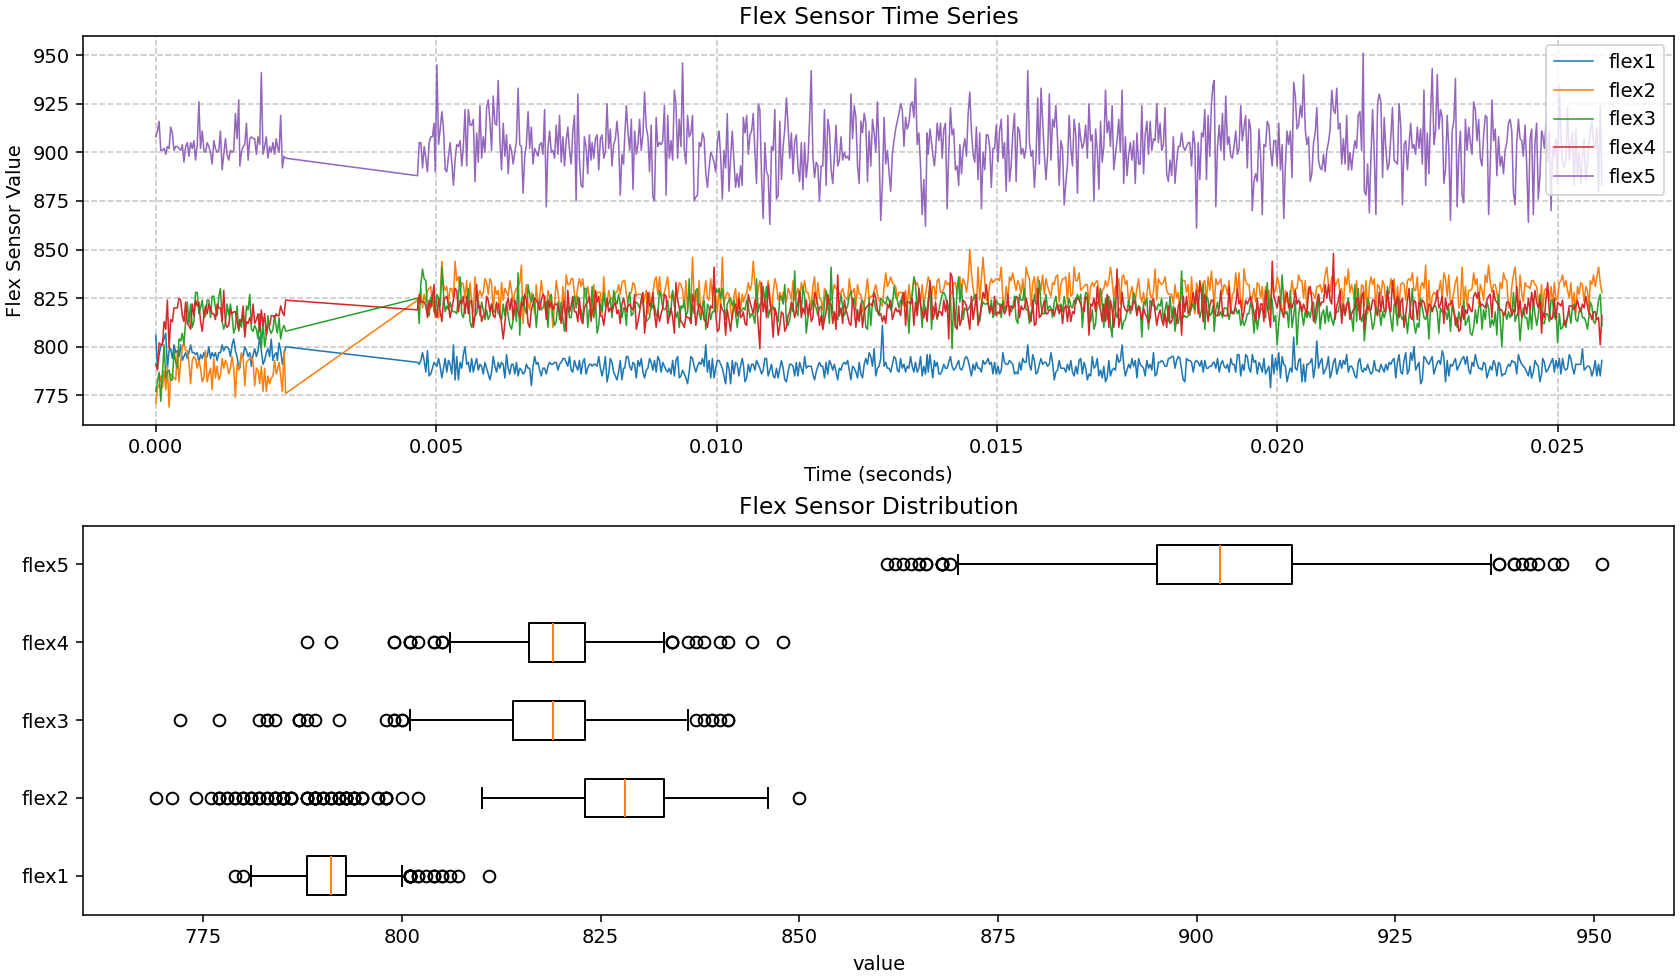 Flex Sensor Time Series
Flex Sensor Value
950
925
900
875
850
825
800
775
flex1
flex2
flex3
flex4
flex5
0.000 0.005 0.010 0.015 0.020 0.025
Time (seconds)
Flex Sensor Distribution
flex5
flex4
flex3
flex2
flex1
775 800 825 850 875 900 925 950
value